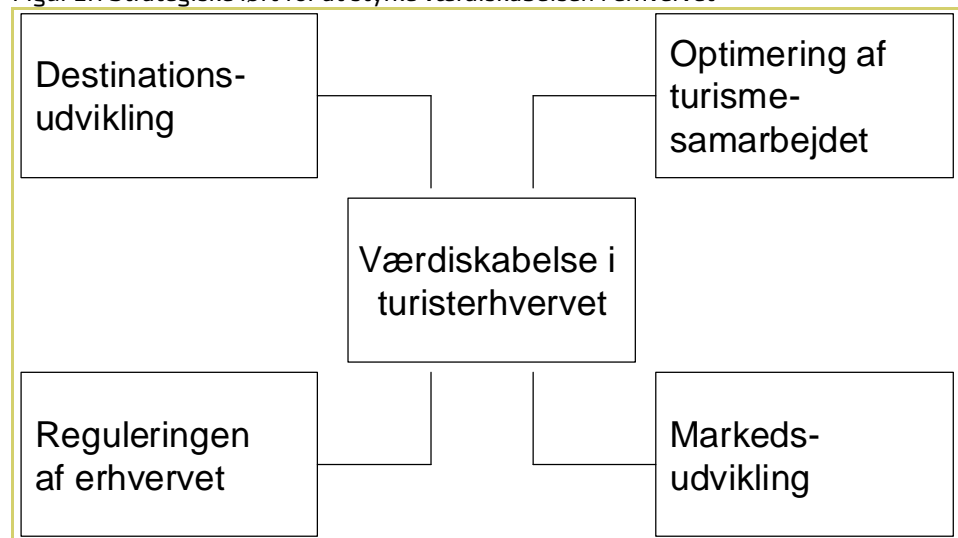 Destinations-
udvikling
Optimering af
turisme-
samarbejdet
Værdiskabelse i
turisterhvervet
Reguleringen
af erhvervet
Markeds-
udvikling